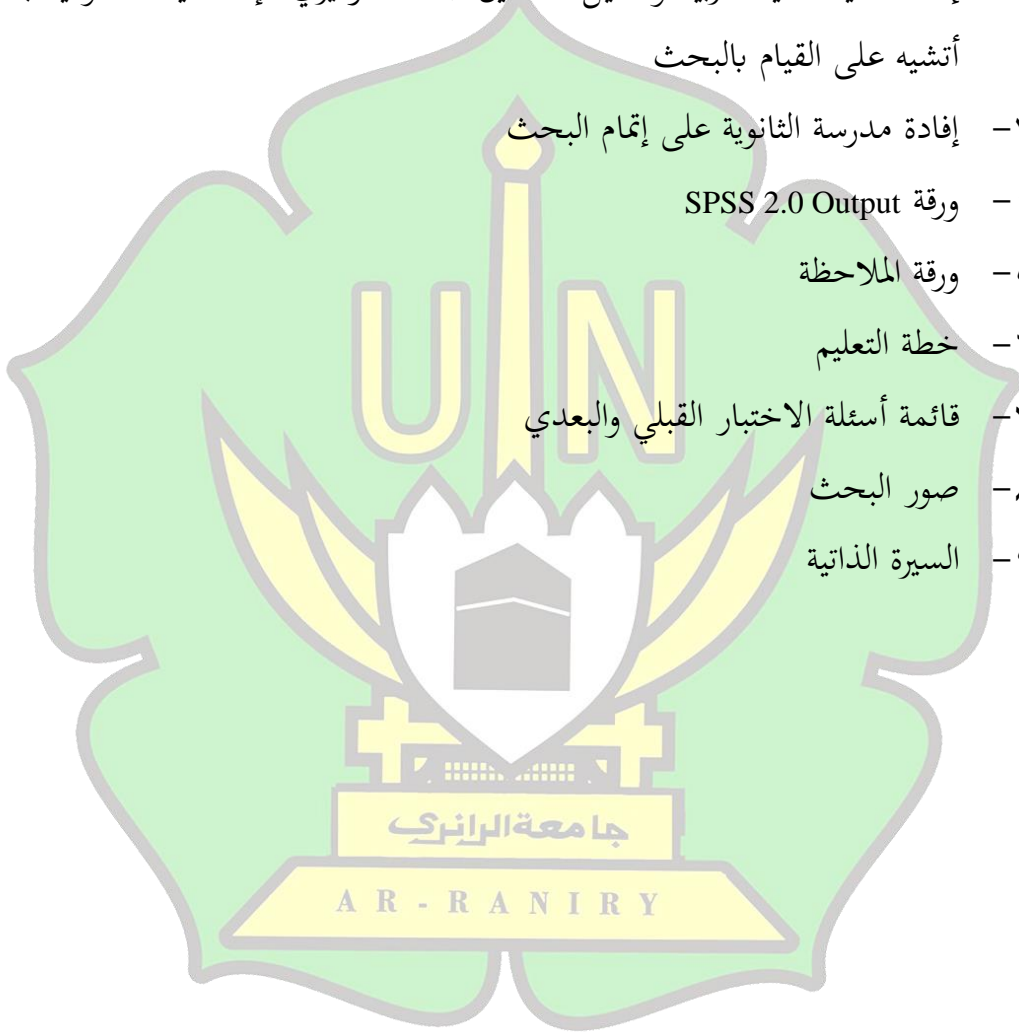 أتشيه على القيام بالبحث
إفادة مدرسة الثانوية على إتمام البحث
- ورقة SPSS 2.0 Output
- ورقة الملاحظة
- خطة التعليم
- قائمة أسئلة الاختبار القبلي والبعدي
- صور البحث
- السيرة الذاتية
UIN
جامعة الرانري
AR - RANIRY